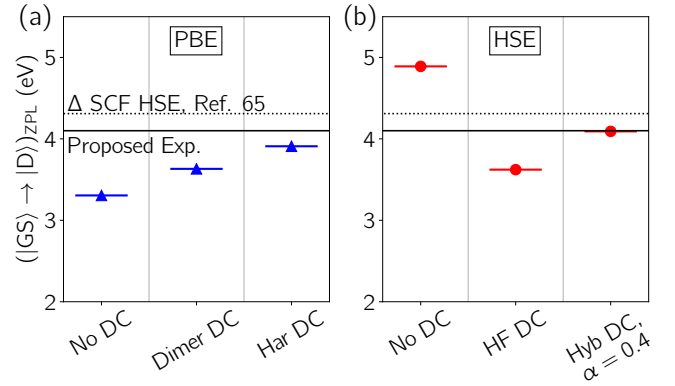 (a)
PBE
(|GS⟩ → |D⟩)ZPL (eV)
5
4
3
2
Δ SCF HSE, Ref. 65
Proposed Exp.
No DC
Dimer DC
Har DC
(b)
HSE
5
4
3
2
No DC
HF DC
Hyb DC,
α = 0.4